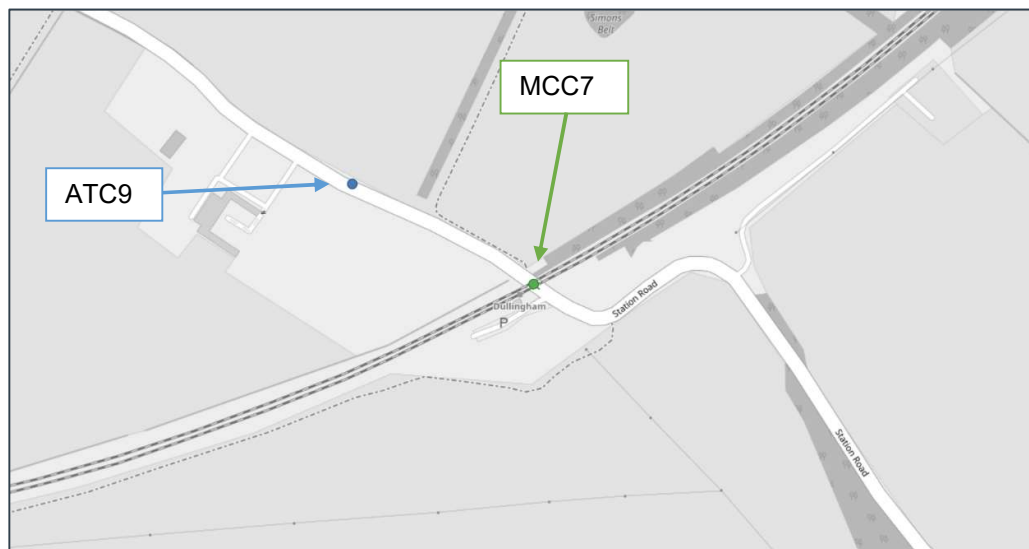 Simons
Belt
MCC7
ATC9
Dullingham
P
Station Road
Station Road